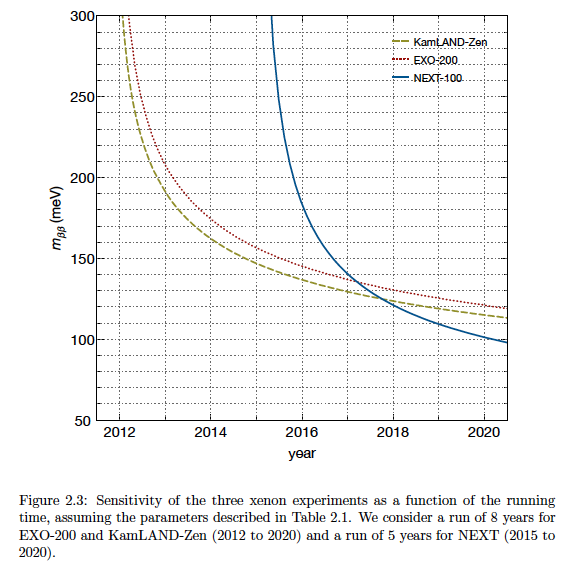 300
KamLAND-Zen
EXO-200
NEXT-100
250
200
mββ (meV)
150
100
50
2012 2014 2016 2018 2020
year
Figure 2.3: Sensitivity of the three xenon experiments as a function of the running
time, assuming the parameters described in Table 2.1. We consider a run of 8 years for
EXO-200 and KamLAND-Zen (2012 to 2020) and a run of 5 years for NEXT (2015 to
2020).